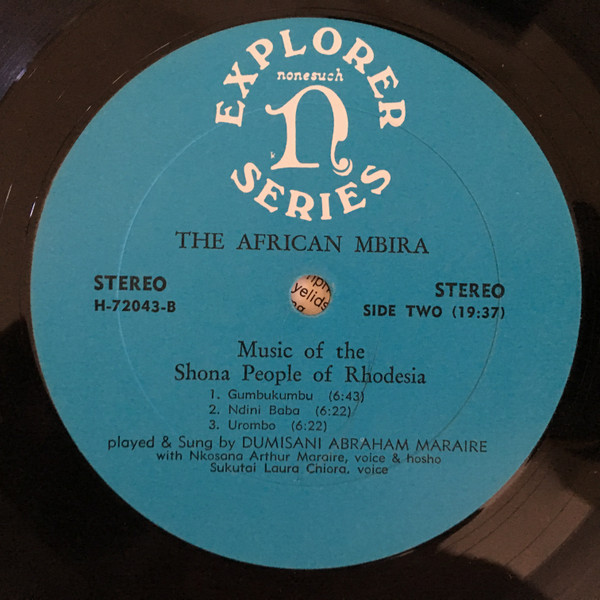 EXPLORER
nonesuch
n
SERIES
THE AFRICAN MBIRA
STEREO
H-72043-B
STEREO
SIDE TWO (19:37)
yelids
Music of the
Shona People of Rhodesia
1. Gumbukumbu (6:43)
2. Ndini Baba (6:22)
3. Urombo (6:22)
played & Sung by DUMISANI ABRAHAM MARAIRE
with Nkosana Arthur Maraire, voice & hosho
Sukutai Laura Chiora. voice